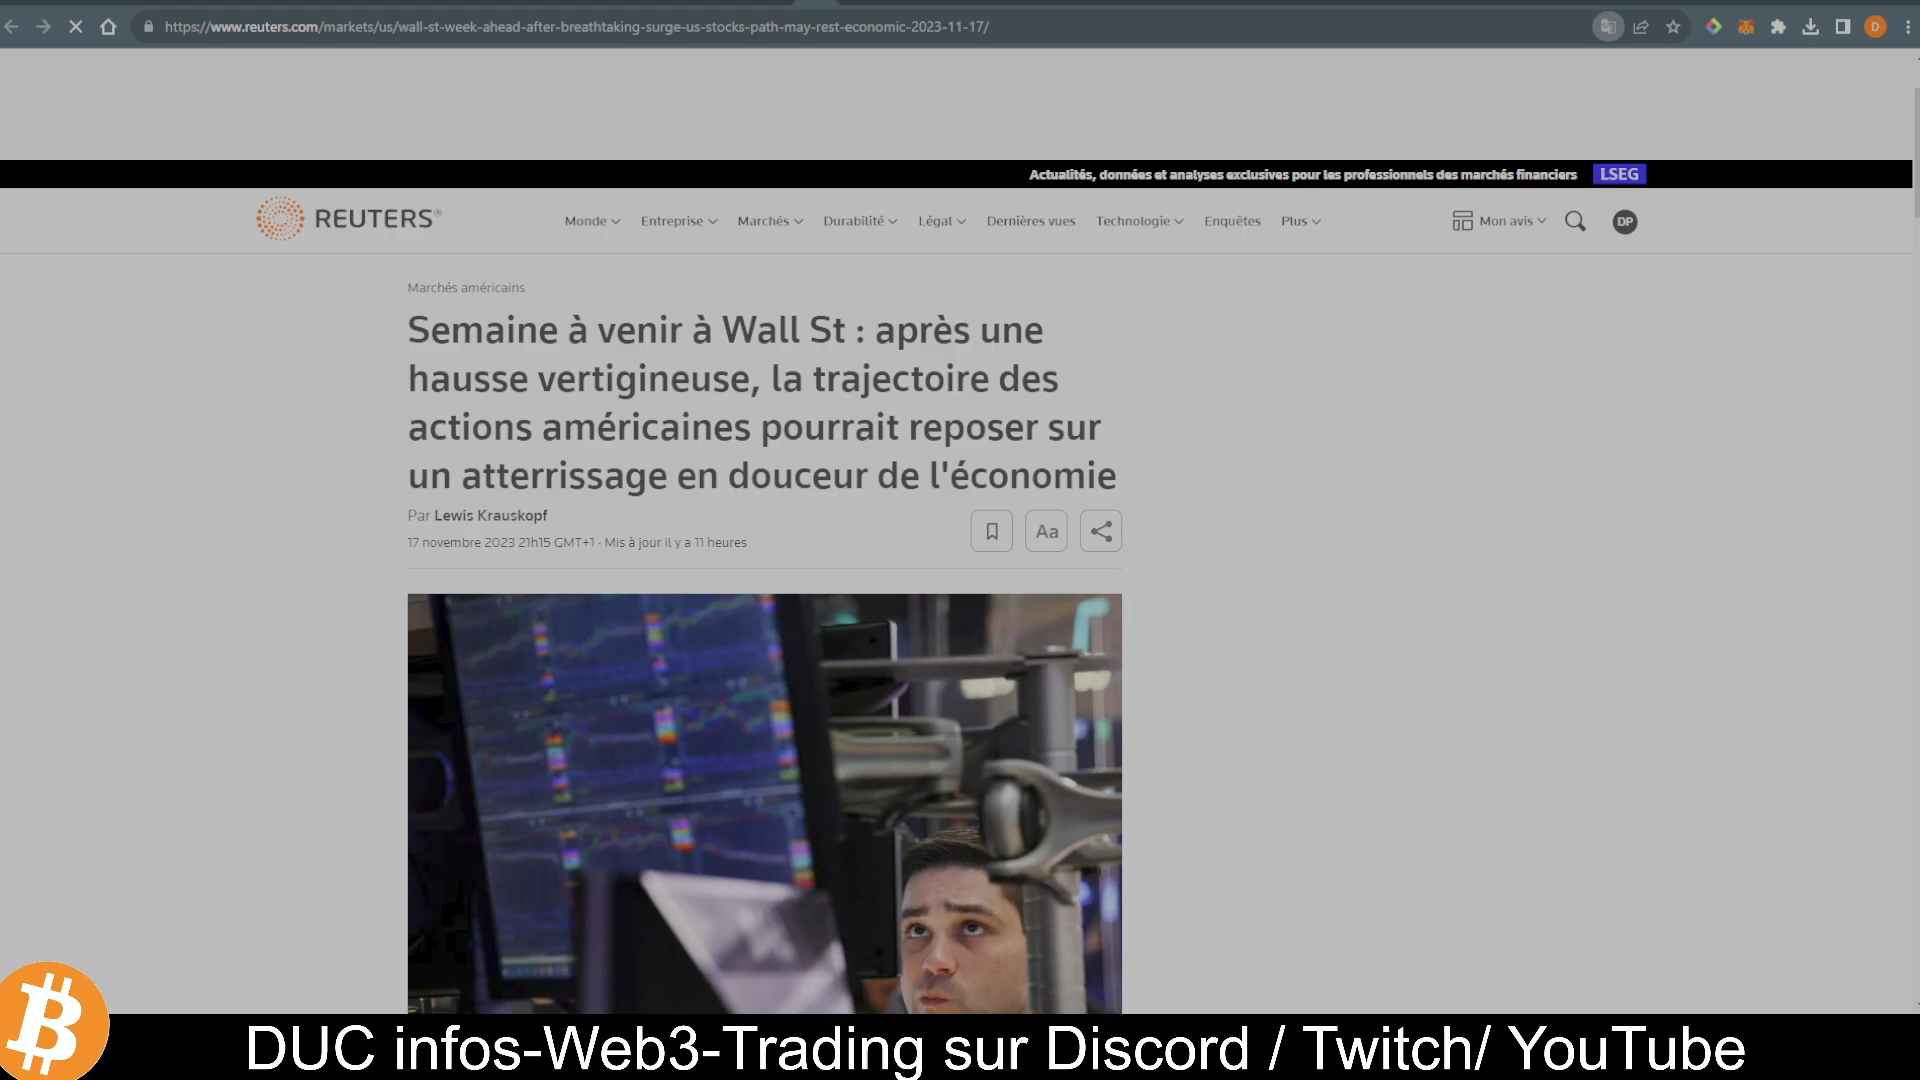 https://www.reuters.com/markets/us/wall-st-week-ahead-after-breathtaking-surge-us-stocks-path-may-rest-economic-2023-11-17/
D
Actualités, données et analyses exclusives pour les professionnels des marchés financiers LSEG
REUTERS® Monde Entreprise Marchés Durabilité Légal Dernières vues Technologie Enquêtes Plus Mon avis DP
Marchés américains
Semaine à venir à Wall St : après une
hausse vertigineuse, la trajectoire des
actions américaines pourrait reposer sur
un atterrissage en douceur de l'économie
Par Lewis Krauskopf
17 novembre 2023 21h15 GMT+1 · Mis à jour il y a 11 heures
Aa
DUC infos-Web3-Trading sur Discord / Twitch/ YouTube